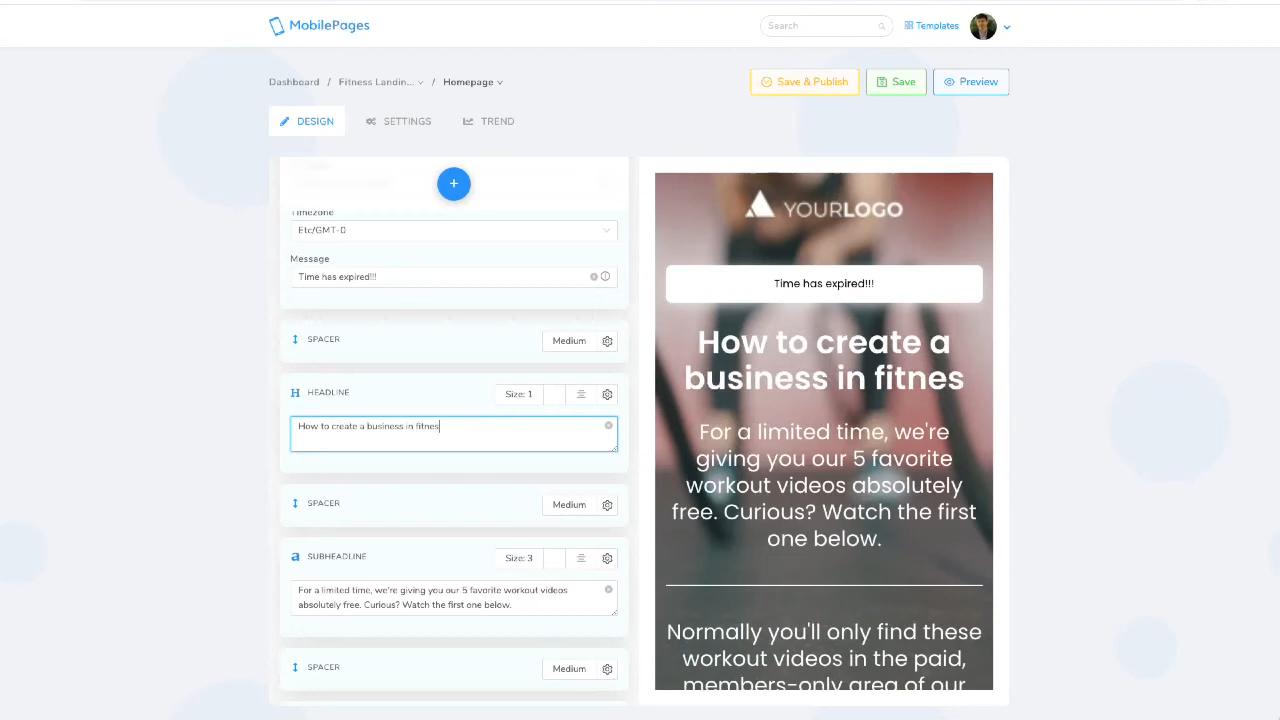 MobilePages
Search
Templates
Dashboard / Fitness Landin... / Homepage
Save & Publish
Save
Preview
DESIGN
SETTINGS
TREND
+
Timezone
Etc/GMT-0
Message
Time has expired!!!
SPACER
Medium
H HEADLINE
Size: 1
How to create a business in fitnes
SPACER
Medium
a SUBHEADLINE
Size: 3
For a limited time, we're giving you our 5 favorite workout videos
absolutely free. Curious? Watch the first one below.
SPACER
Medium
YOURLOGO
Time has expired!!!
How to create a
business in fitnes
For a limited time, we're
giving you our 5 favorite
workout videos absolutely
free. Curious? Watch the first
one below.
Normally you'll only find these
workout videos in the paid,
members-only area of our